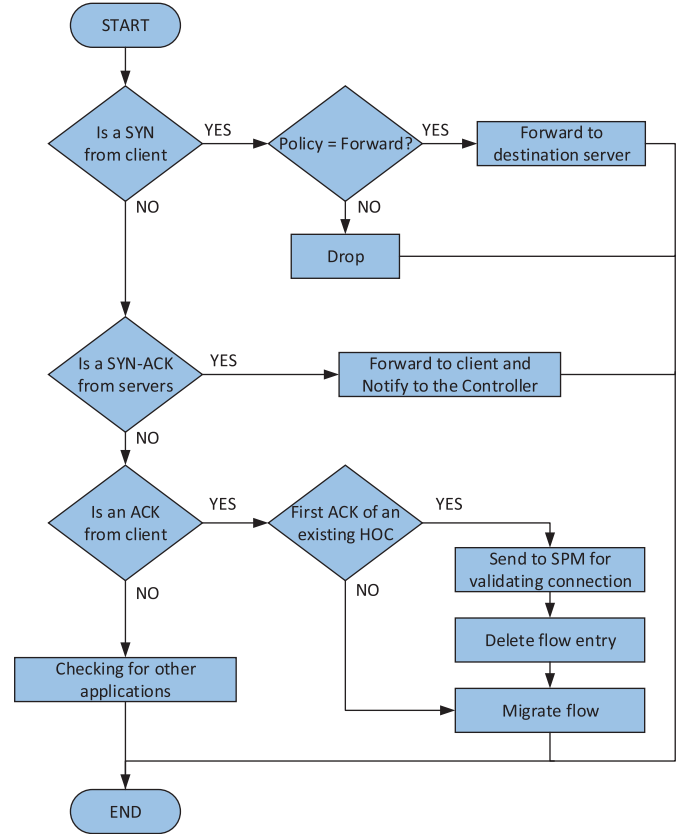 START
Is a SYN
from client
YES
Policy = Forward?
YES
Forward to
destination server
NO
NO
Drop
Is a SYN-ACK
from servers
YES
Forward to client and
Notify to the Controller
NO
Is an ACK
from client
YES
First ACK of an
existing HOC
YES
Send to SPM for
validating connection
NO
NO
Delete flow entry
Checking for other
applications
Migrate flow
END